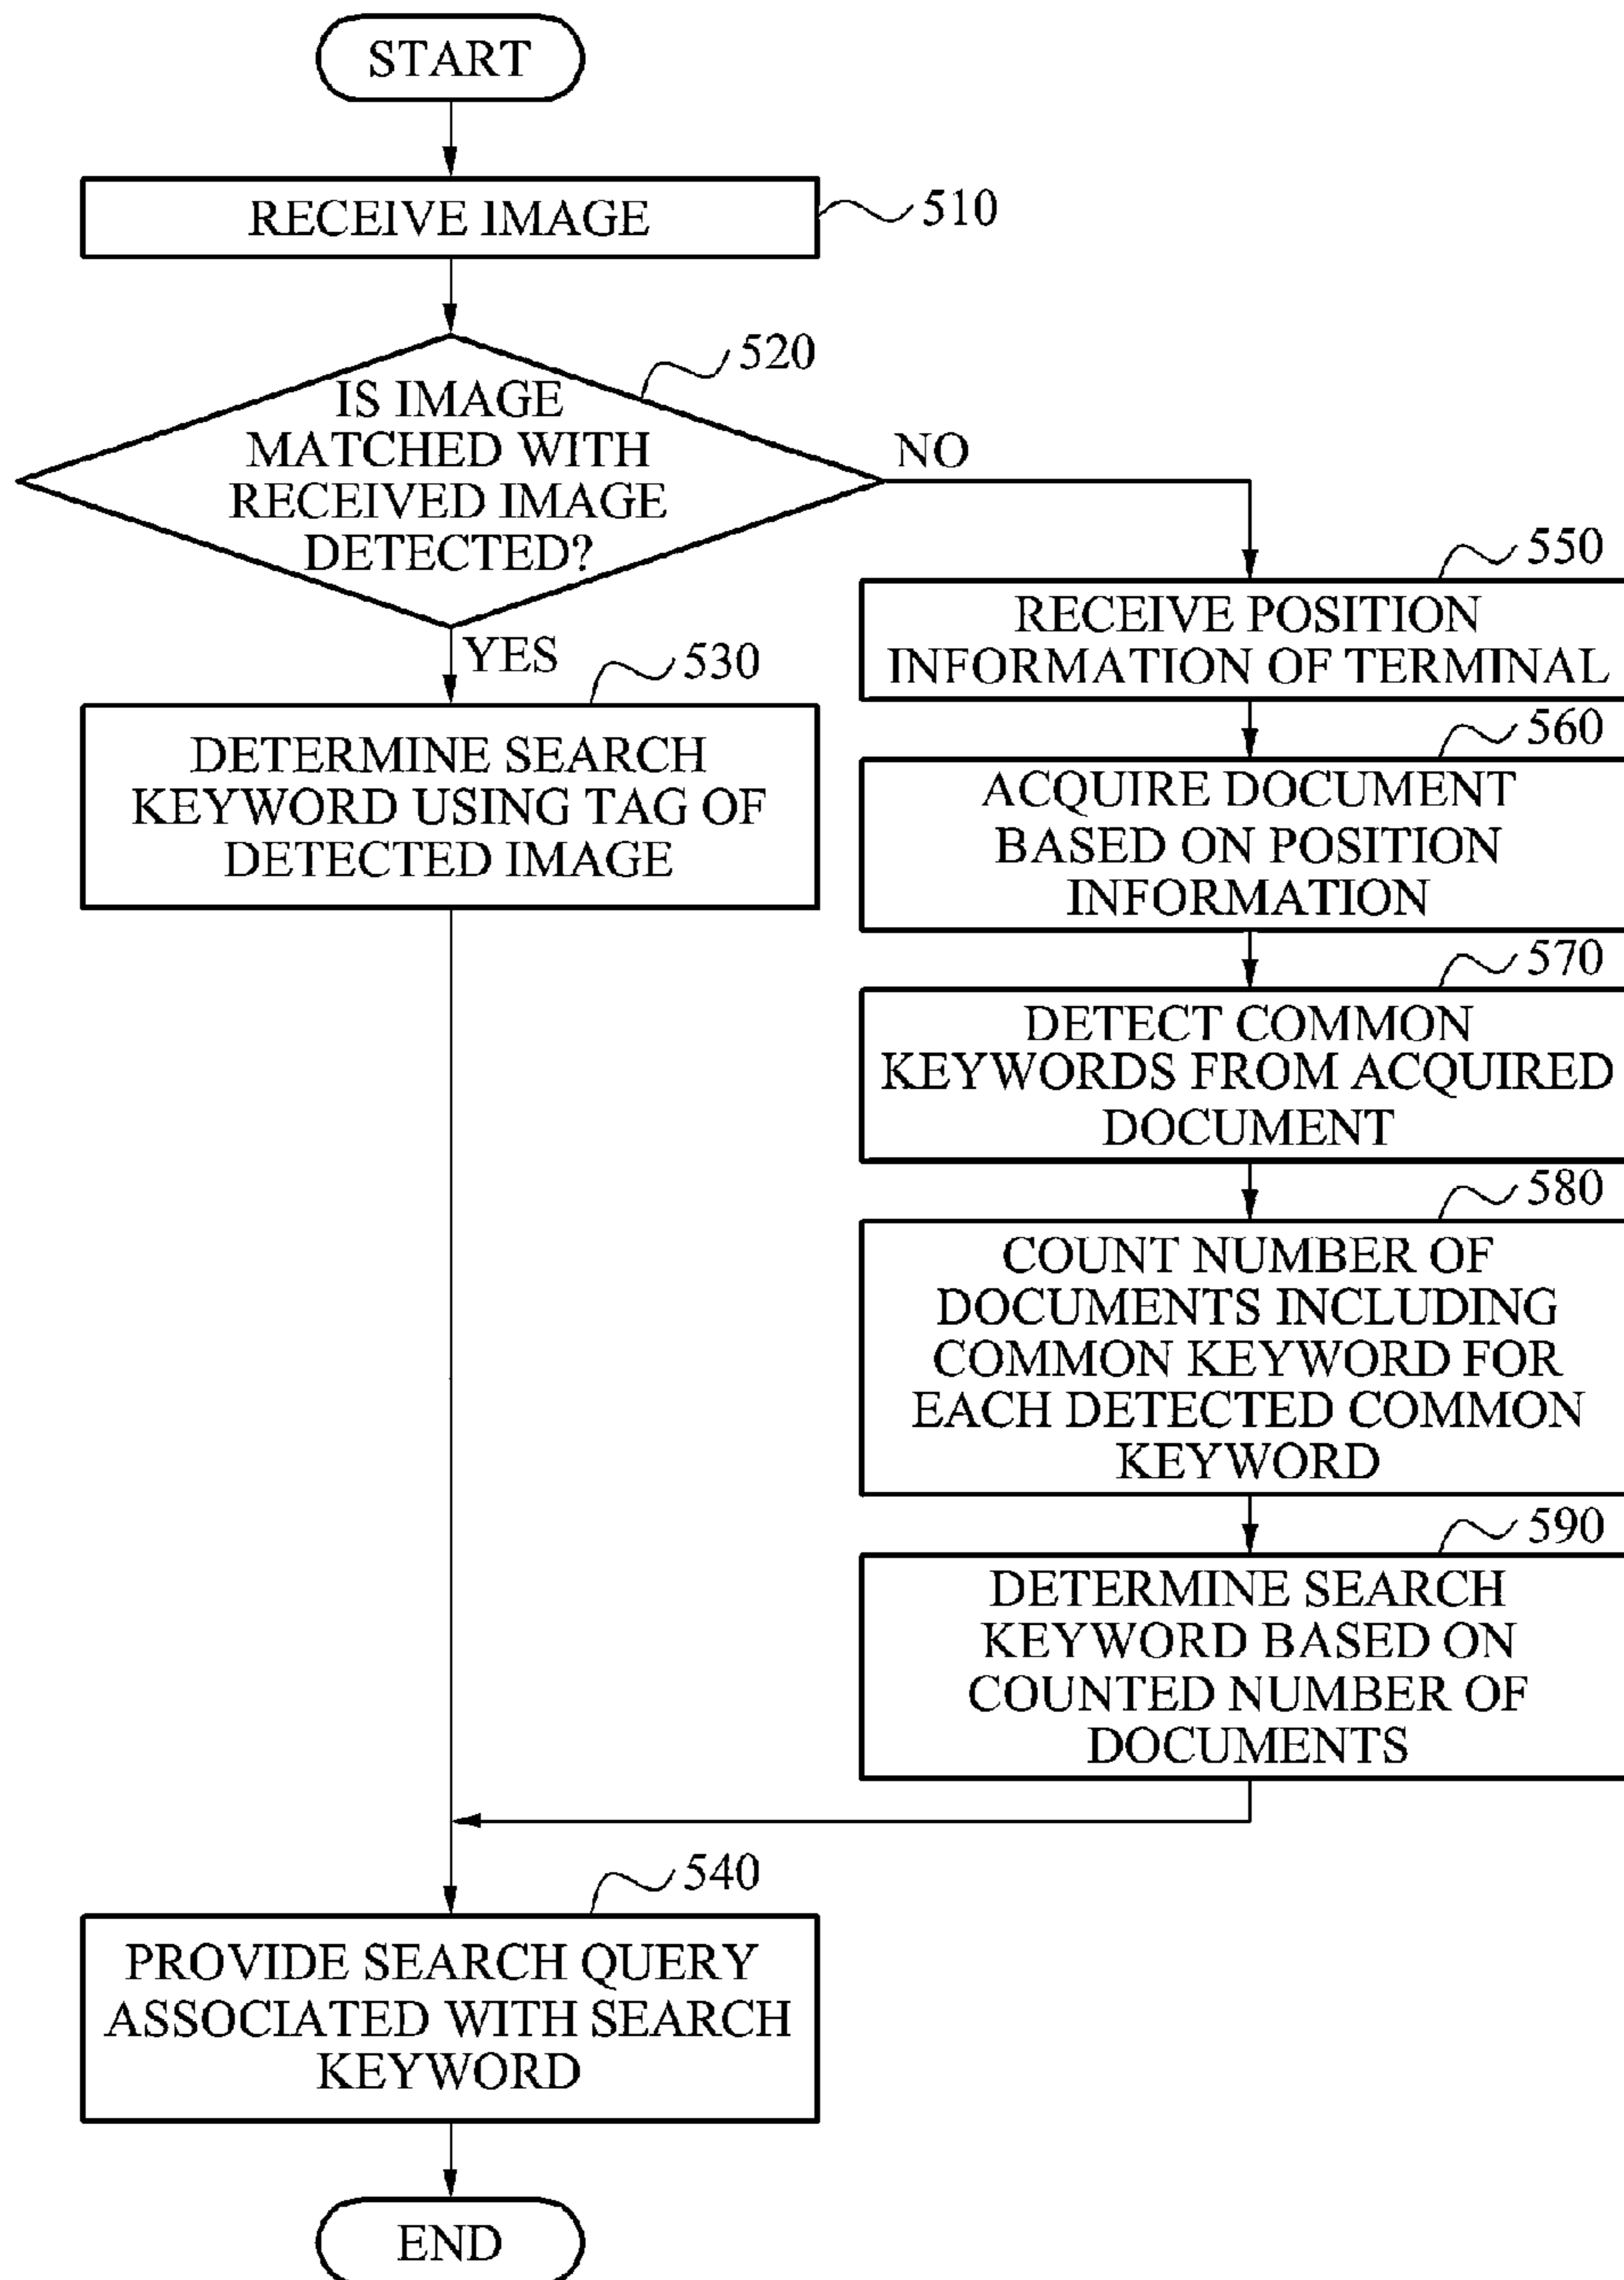 START
RECEIVE IMAGE
510
520
IS IMAGE
MATCHED WITH
RECEIVED IMAGE
DETECTED?
NO
YES
530
DETERMINE SEARCH
KEYWORD USING TAG OF
DETECTED IMAGE
550
RECEIVE POSITION
INFORMATION OF TERMINAL
560
ACQUIRE DOCUMENT
BASED ON POSITION
INFORMATION
570
DETECT COMMON
KEYWORDS FROM ACQUIRED
DOCUMENT
580
COUNT NUMBER OF
DOCUMENTS INCLUDING
COMMON KEYWORD FOR
EACH DETECTED COMMON
KEYWORD
590
DETERMINE SEARCH
KEYWORD BASED ON
COUNTED NUMBER OF
DOCUMENTS
540
PROVIDE SEARCH QUERY
ASSOCIATED WITH SEARCH
KEYWORD
END